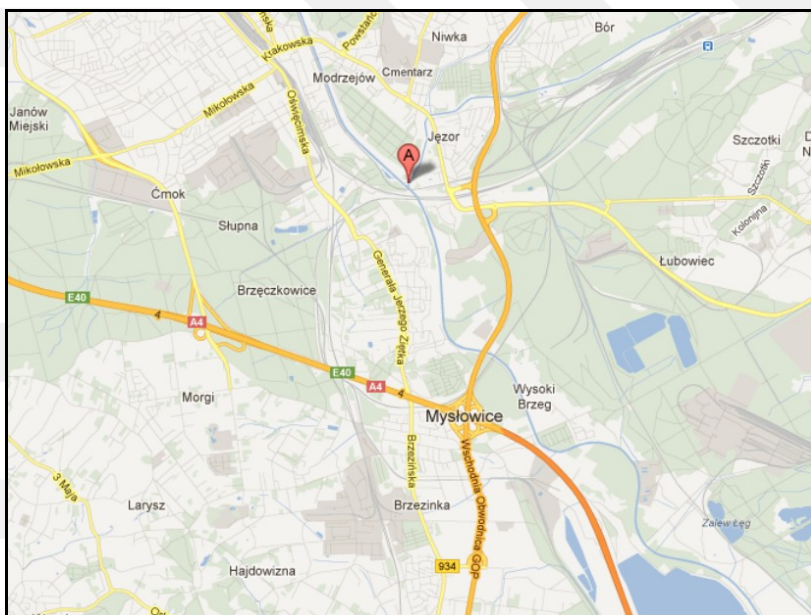 Niwka
Bór
Krakowska
Powstańc
Cmentarz
Modrzejów
Mikołowska
Oświęcimska
Janów
Miejski
Jęzor
Szczotki
D
N
A
Mikołowska
Ćmok
Szczotki
Kolonijna
Słupna
Łubowiec
Generała Jerzego Ziętka
E40
Brzęczkowice
4
A4
E40
A4
4
Wysoki
Brzeg
Morgi
Mysłowice
Brzezińska
Wschodnia Obwodnica GOP
3 Maja
Larysz
Brzezinka
Zalew Łęg
934
Hajdowizna